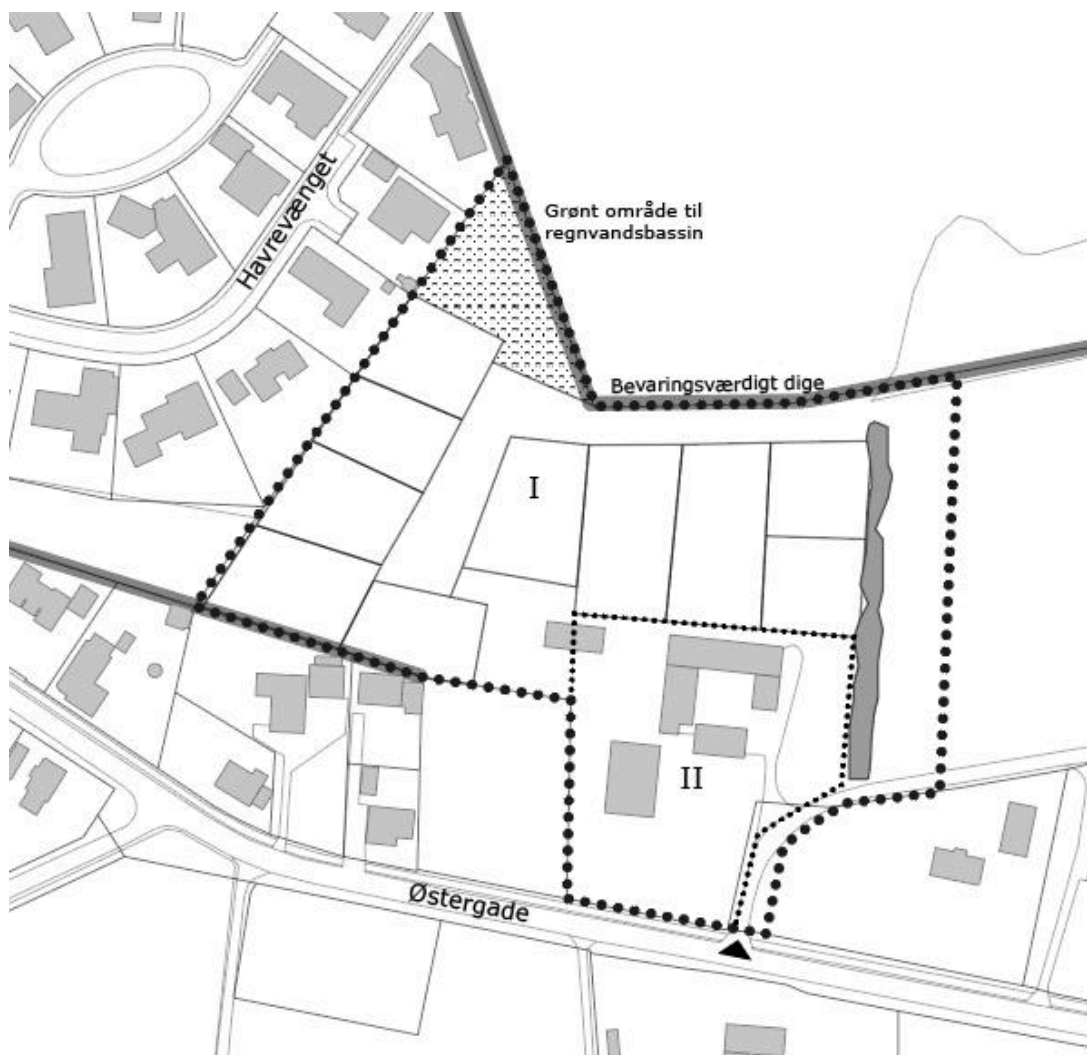 Havrevænget
Grønt område til
regnvandsbassin
Bevaringsværdigt dige
I
II
Østergade